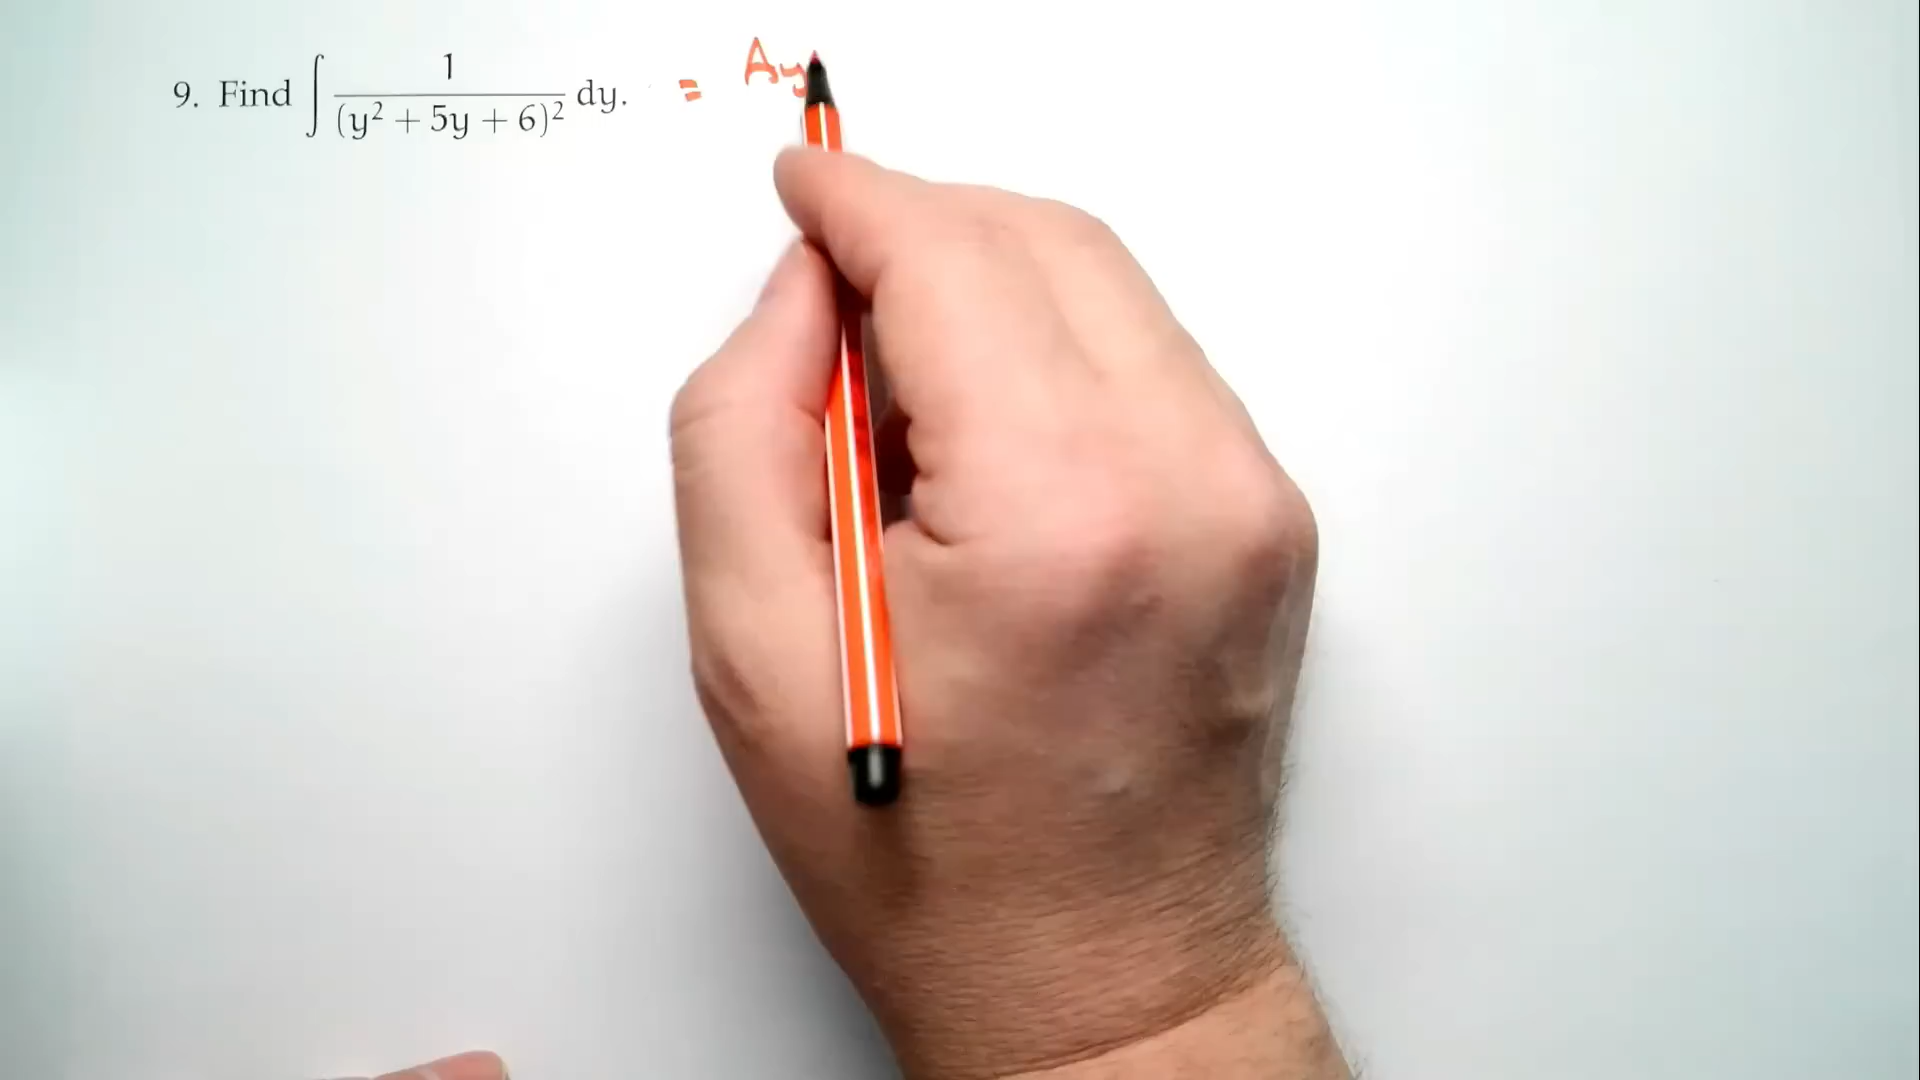 9. Find ∫ 1/(y² + 5y + 6)² dy. = Ay